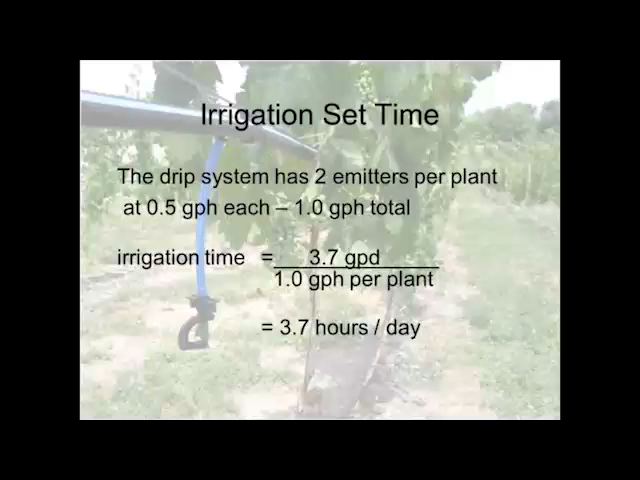 Irrigation Set Time
The drip system has 2 emitters per plant
at 0.5 gph each – 1.0 gph total
irrigation time = 3.7 gpd
1.0 gph per plant
= 3.7 hours / day